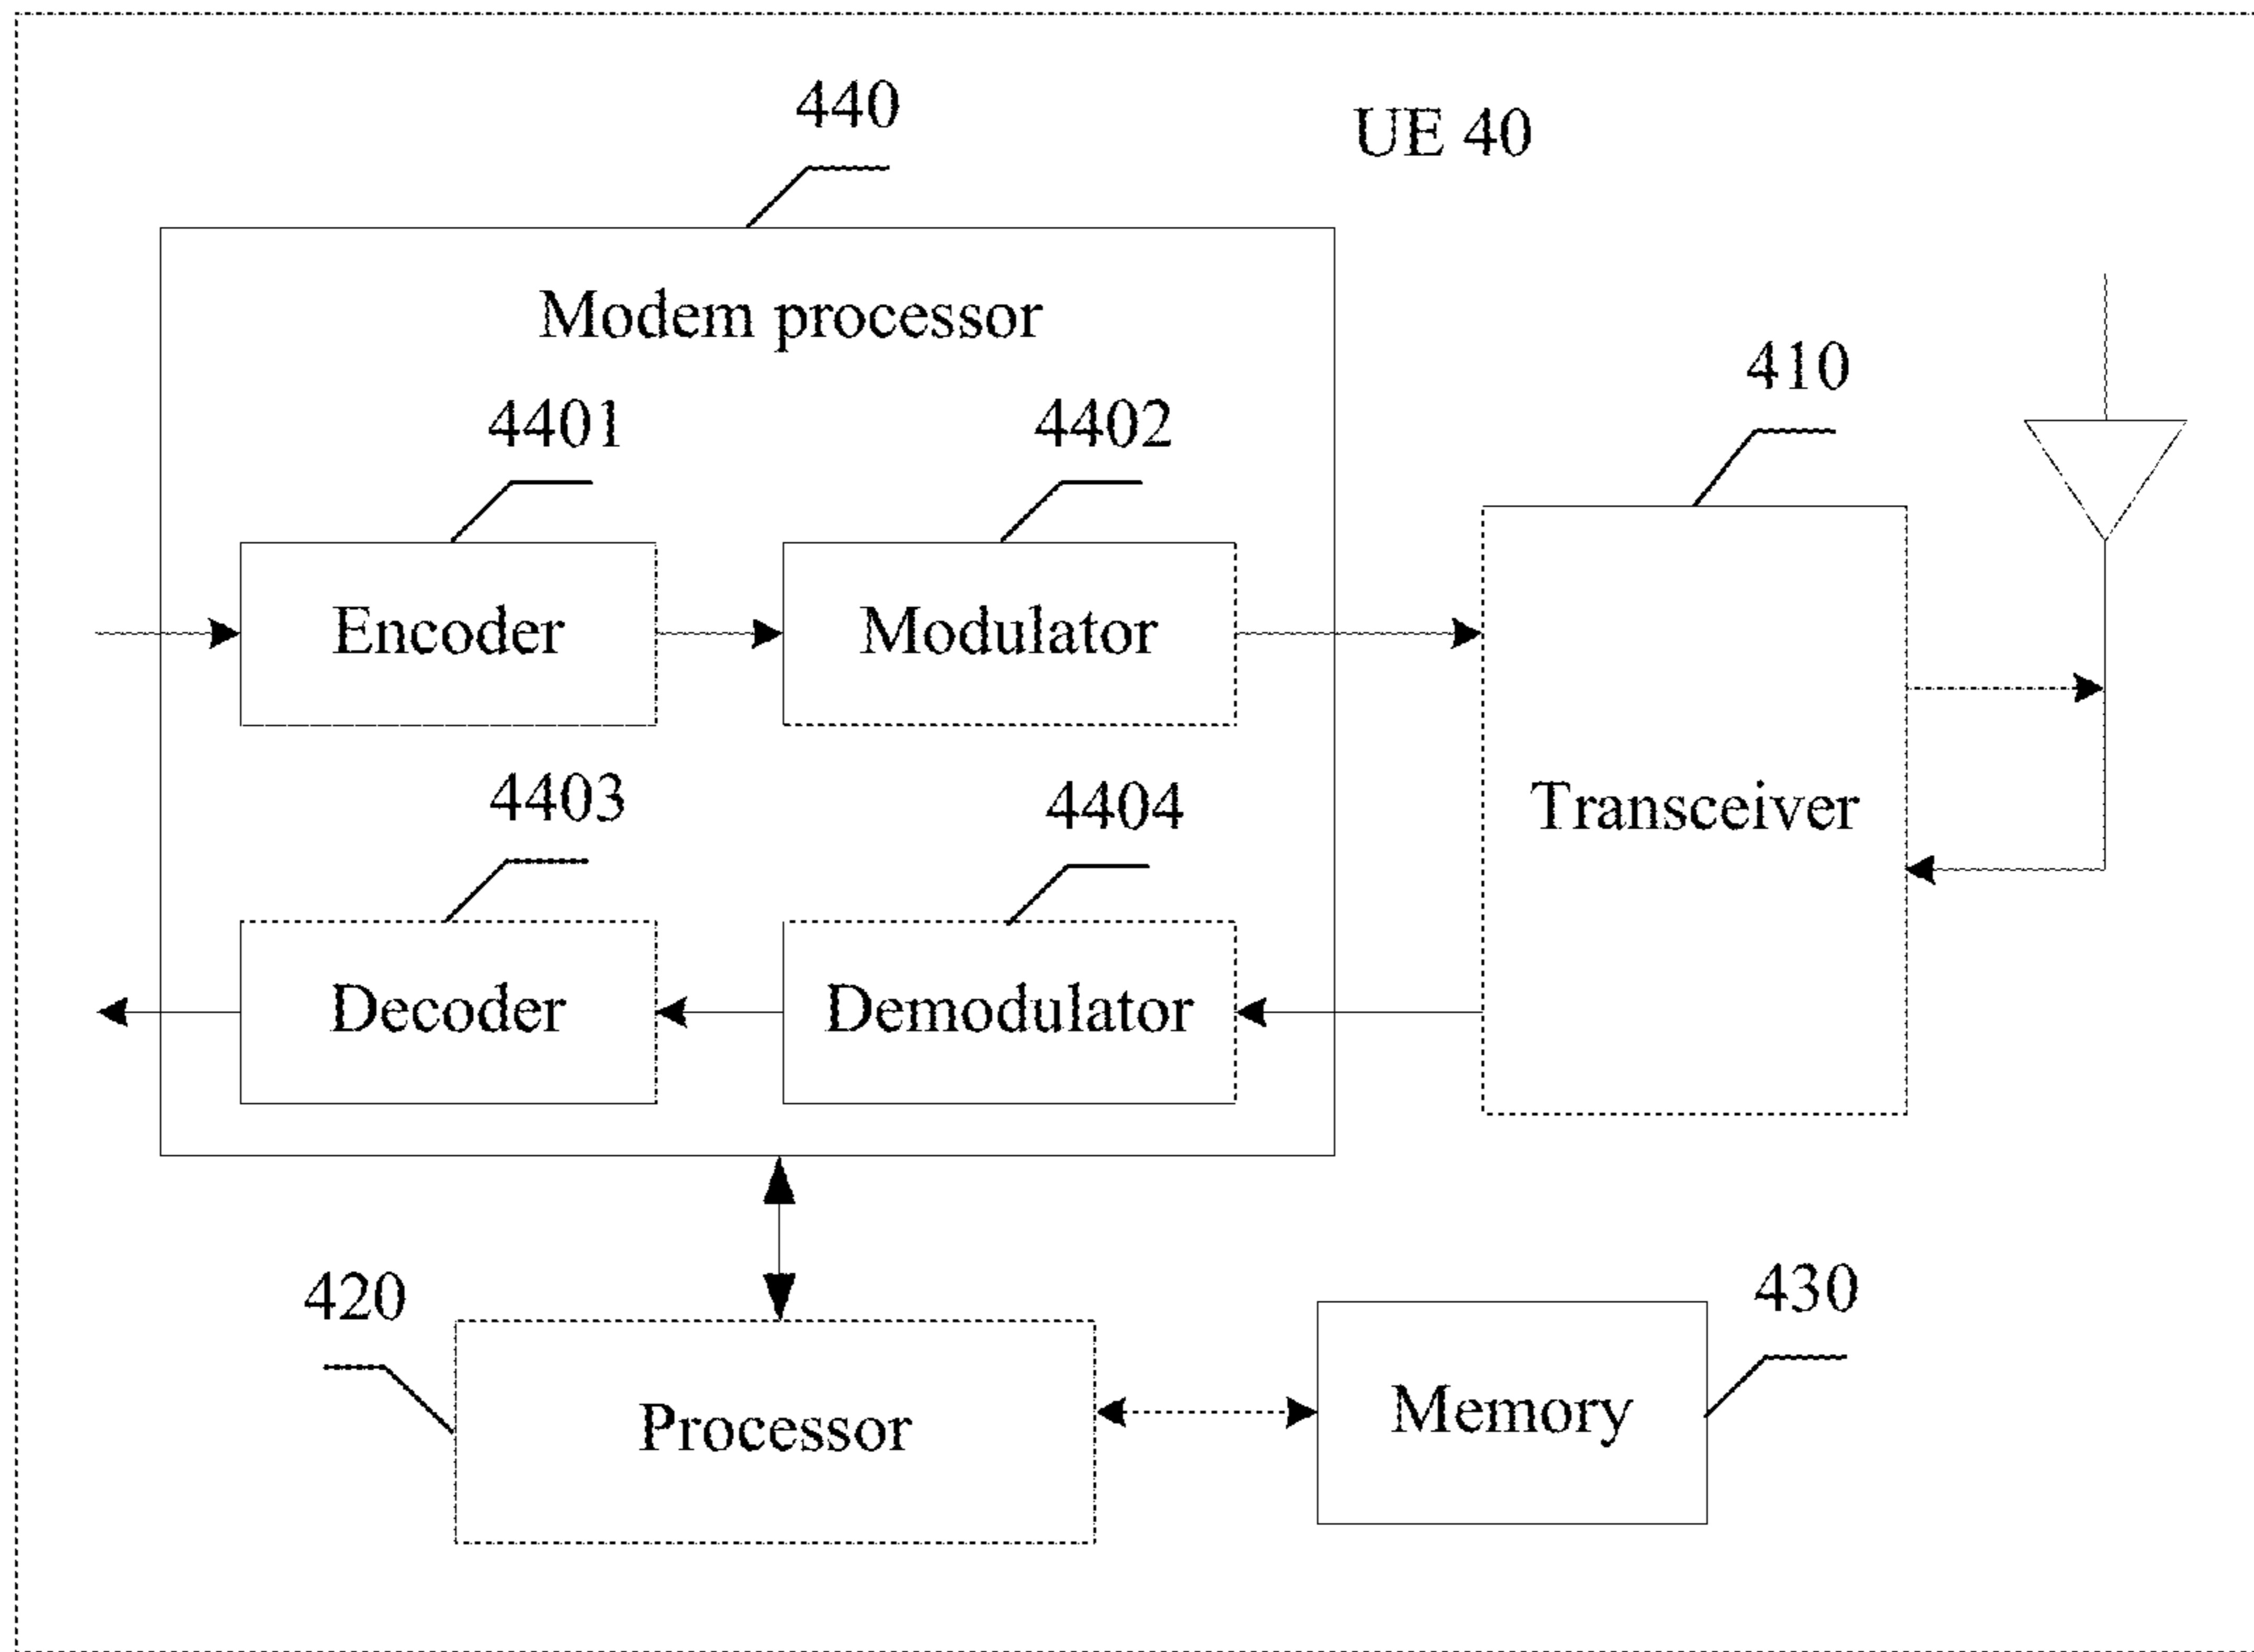 440
UE 40
Modem processor
410
4401
4402
Encoder
Modulator
Transceiver
4403
4404
Decoder
Demodulator
420
430
Processor
Memory